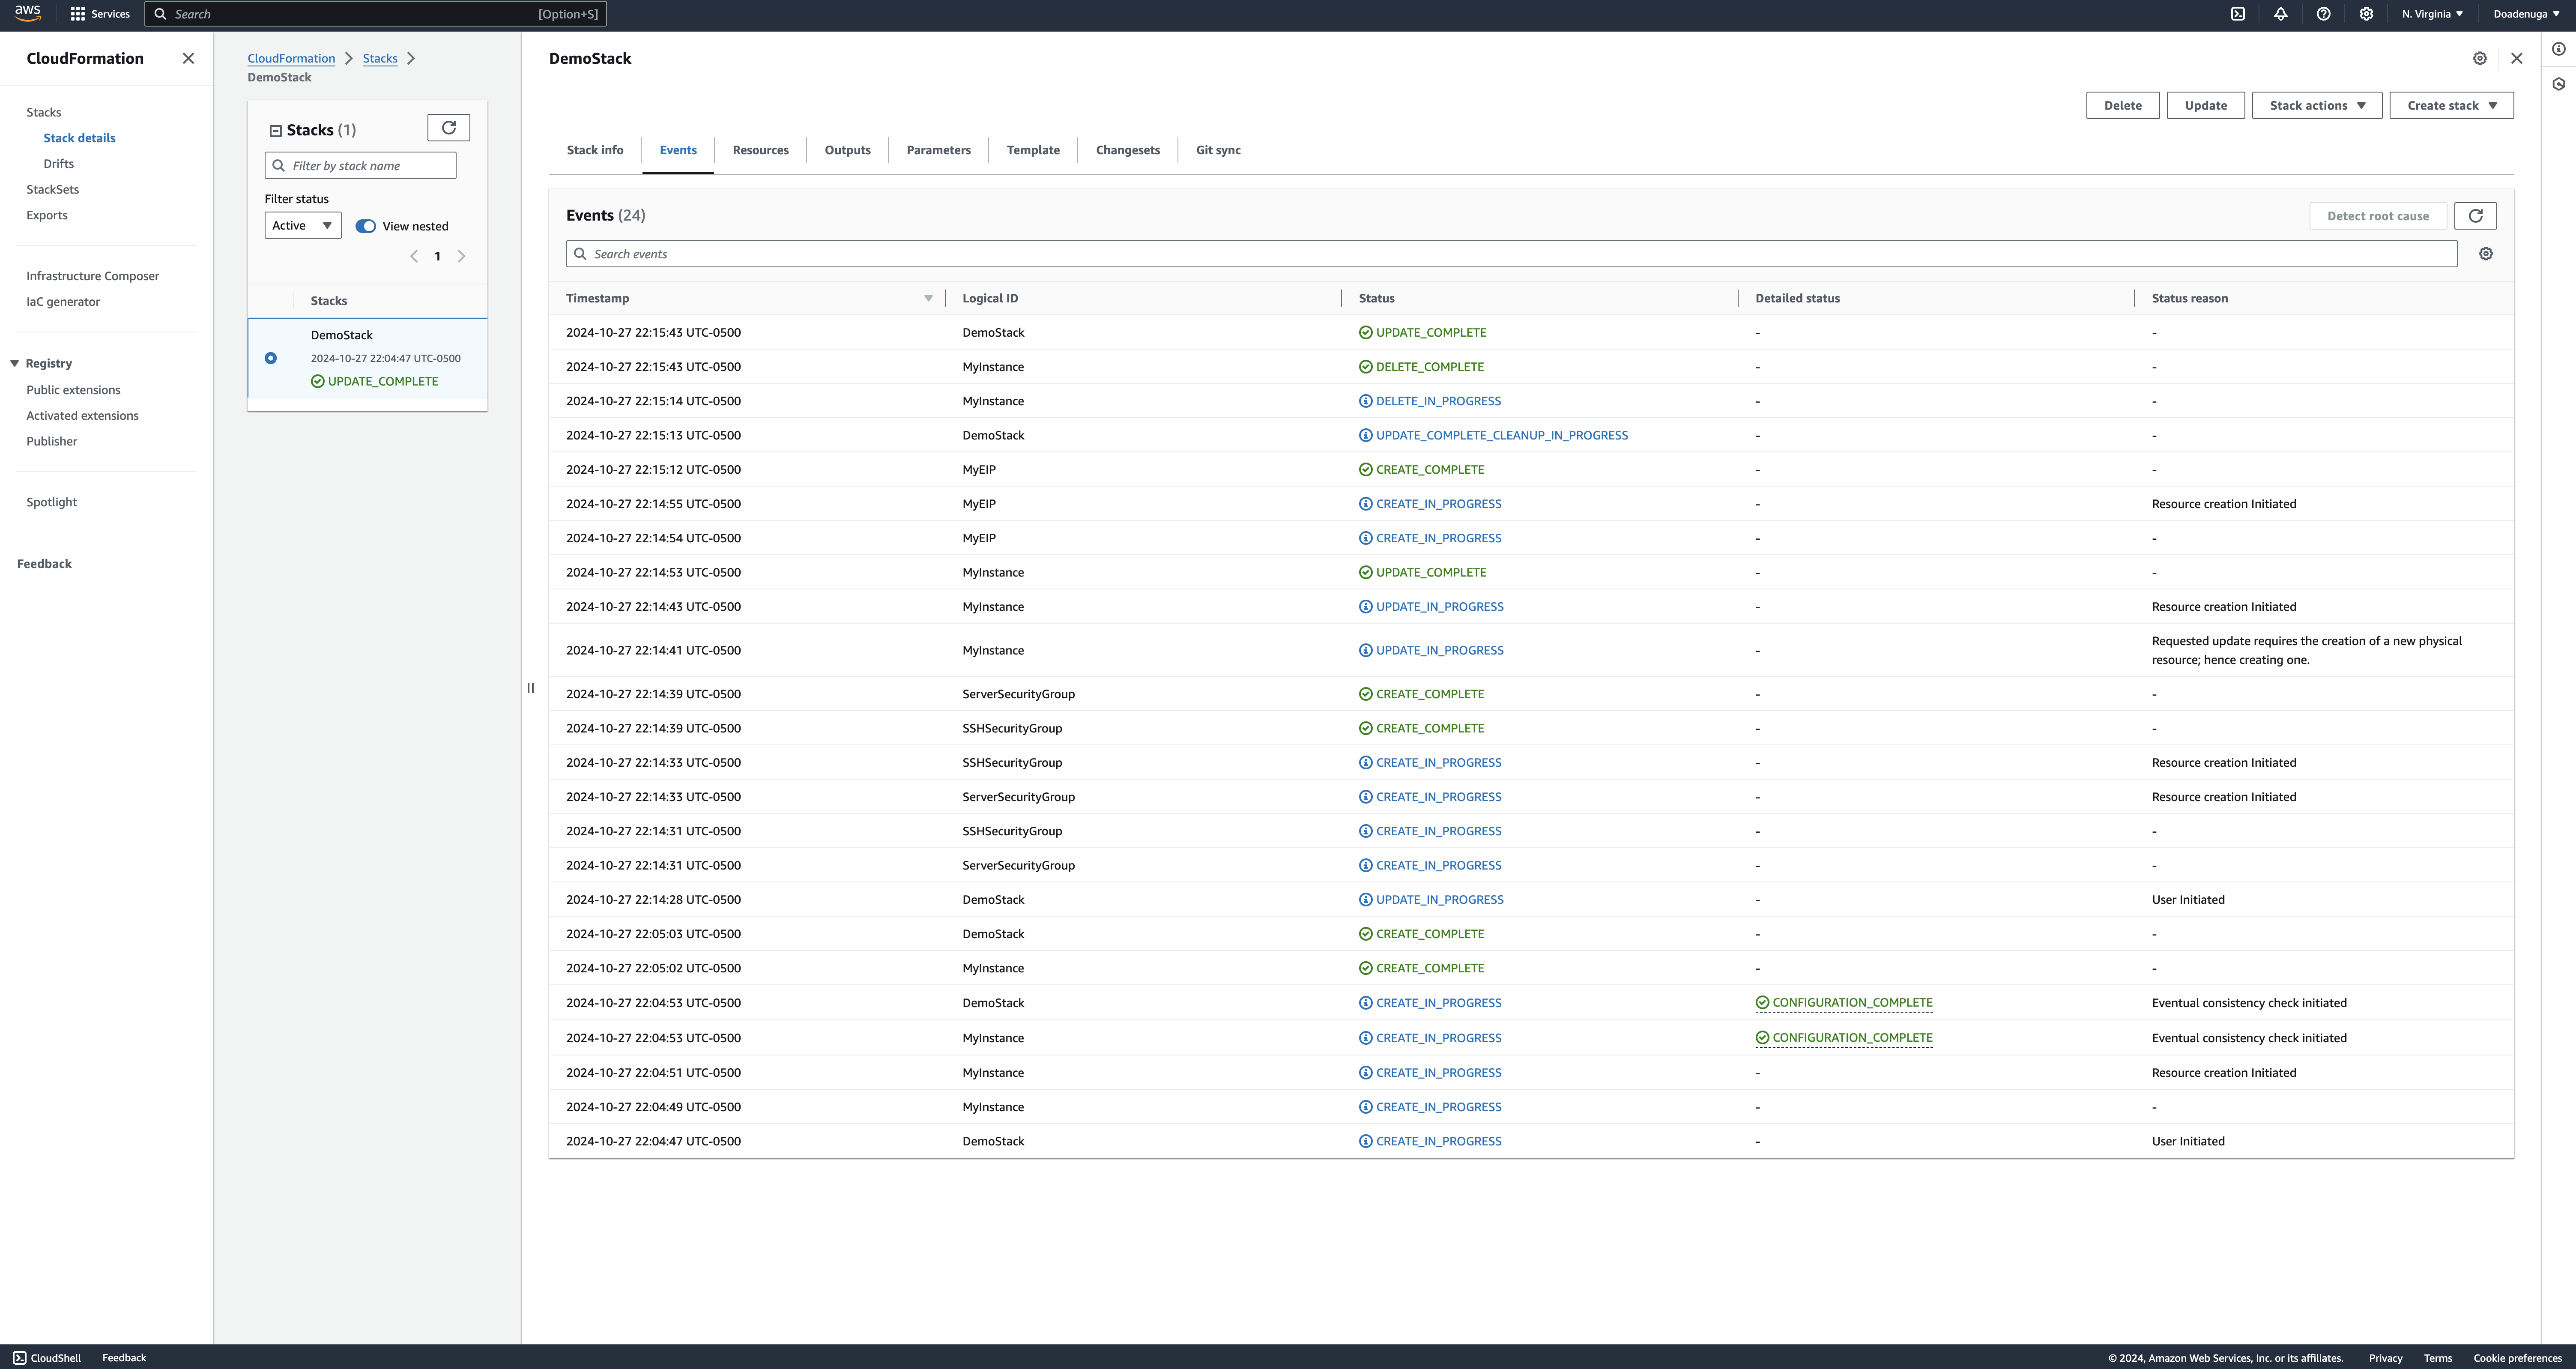 aws Services Search [Option+S] N. Virginia Doadenuga
CloudFormation
Stacks
Stack details
Drifts
StackSets
Exports
Infrastructure Composer
IaC generator
Registry
Public extensions
Activated extensions
Publisher
Spotlight
Feedback
CloudFormation Stacks
DemoStack
Stacks (1)
Filter by stack name
Filter status
Active View nested
1
Stacks
DemoStack
2024-10-27 22:04:47 UTC-0500
UPDATE_COMPLETE
DemoStack
Delete Update Stack actions Create stack
Stack info Events Resources Outputs Parameters Template Changesets Git sync
Events (24) Detect root cause
Search events
Timestamp Logical ID Status Detailed status Status reason
2024-10-27 22:15:43 UTC-0500 DemoStack UPDATE_COMPLETE - -
2024-10-27 22:15:43 UTC-0500 MyInstance DELETE_COMPLETE - -
2024-10-27 22:15:14 UTC-0500 MyInstance DELETE_IN_PROGRESS - -
2024-10-27 22:15:13 UTC-0500 DemoStack UPDATE_COMPLETE_CLEANUP_IN_PROGRESS - -
2024-10-27 22:15:12 UTC-0500 MyEIP CREATE_COMPLETE - -
2024-10-27 22:14:55 UTC-0500 MyEIP CREATE_IN_PROGRESS - Resource creation Initiated
2024-10-27 22:14:54 UTC-0500 MyEIP CREATE_IN_PROGRESS - -
2024-10-27 22:14:53 UTC-0500 MyInstance UPDATE_COMPLETE - -
2024-10-27 22:14:43 UTC-0500 MyInstance UPDATE_IN_PROGRESS - Resource creation Initiated
2024-10-27 22:14:41 UTC-0500 MyInstance UPDATE_IN_PROGRESS - Requested update requires the creation of a new physical
resource; hence creating one.
2024-10-27 22:14:39 UTC-0500 ServerSecurityGroup CREATE_COMPLETE - -
2024-10-27 22:14:39 UTC-0500 SSHSecurityGroup CREATE_COMPLETE - -
2024-10-27 22:14:33 UTC-0500 SSHSecurityGroup CREATE_IN_PROGRESS - Resource creation Initiated
2024-10-27 22:14:33 UTC-0500 ServerSecurityGroup CREATE_IN_PROGRESS - Resource creation Initiated
2024-10-27 22:14:31 UTC-0500 SSHSecurityGroup CREATE_IN_PROGRESS - -
2024-10-27 22:14:31 UTC-0500 ServerSecurityGroup CREATE_IN_PROGRESS - -
2024-10-27 22:14:28 UTC-0500 DemoStack UPDATE_IN_PROGRESS - User Initiated
2024-10-27 22:05:03 UTC-0500 DemoStack CREATE_COMPLETE - -
2024-10-27 22:05:02 UTC-0500 MyInstance CREATE_COMPLETE - -
2024-10-27 22:04:53 UTC-0500 DemoStack CREATE_IN_PROGRESS CONFIGURATION_COMPLETE Eventual consistency check initiated
2024-10-27 22:04:53 UTC-0500 MyInstance CREATE_IN_PROGRESS CONFIGURATION_COMPLETE Eventual consistency check initiated
2024-10-27 22:04:51 UTC-0500 MyInstance CREATE_IN_PROGRESS - Resource creation Initiated
2024-10-27 22:04:49 UTC-0500 MyInstance CREATE_IN_PROGRESS - -
2024-10-27 22:04:47 UTC-0500 DemoStack CREATE_IN_PROGRESS - User Initiated
CloudShell Feedback © 2024, Amazon Web Services, Inc. or its affiliates. Privacy Terms Cookie preferences